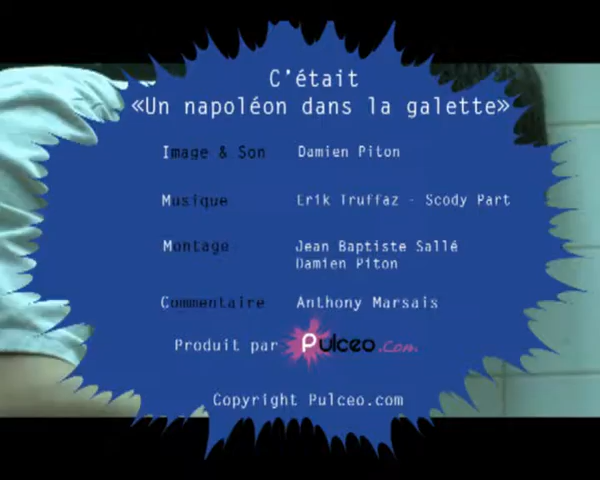 C'était
«Un napoléon dans la galette»
Image & Son Damien Piton
Musique Erik Truffaz - Scody Part
Montage Jean Baptiste Sallé
Damien Piton
Commentaire Anthony Marsais
Produit par Pulceo.com
Copyright Pulceo.com